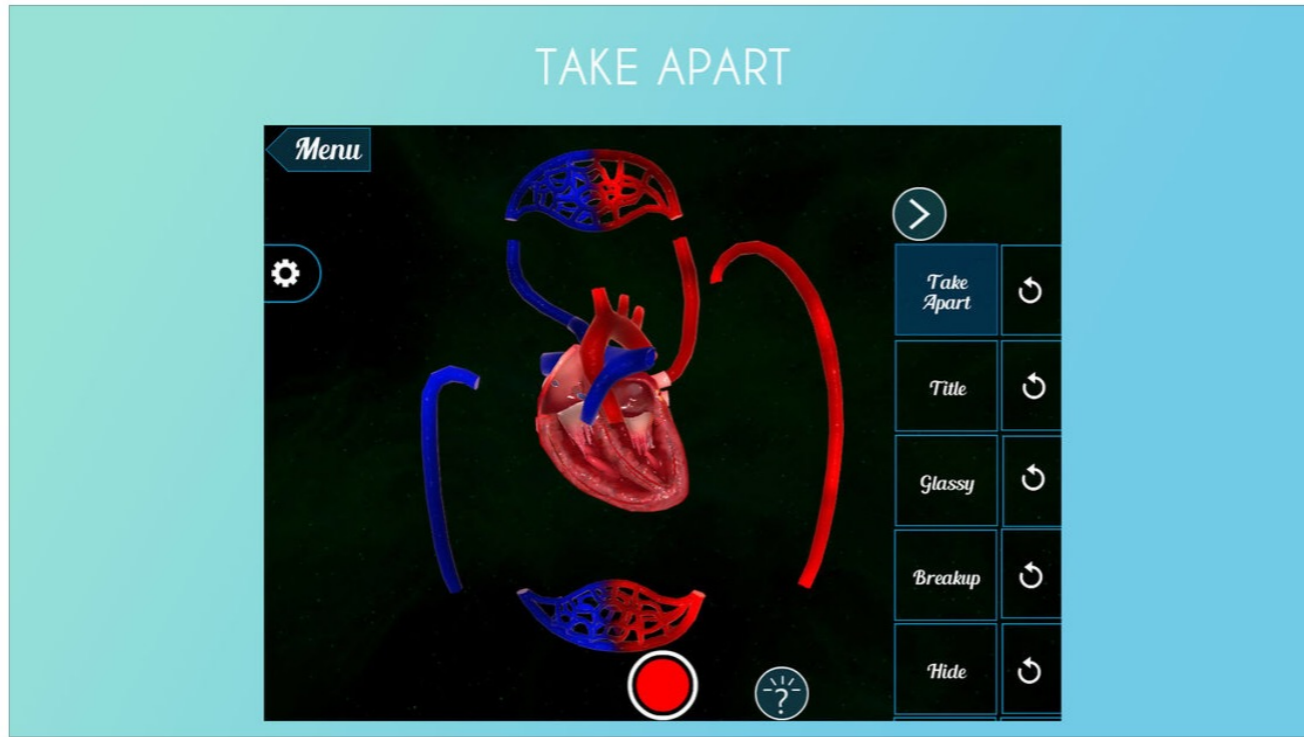 TAKE APART
Menu
Take
Apart
Title
Glassy
Breakup
Hide
?